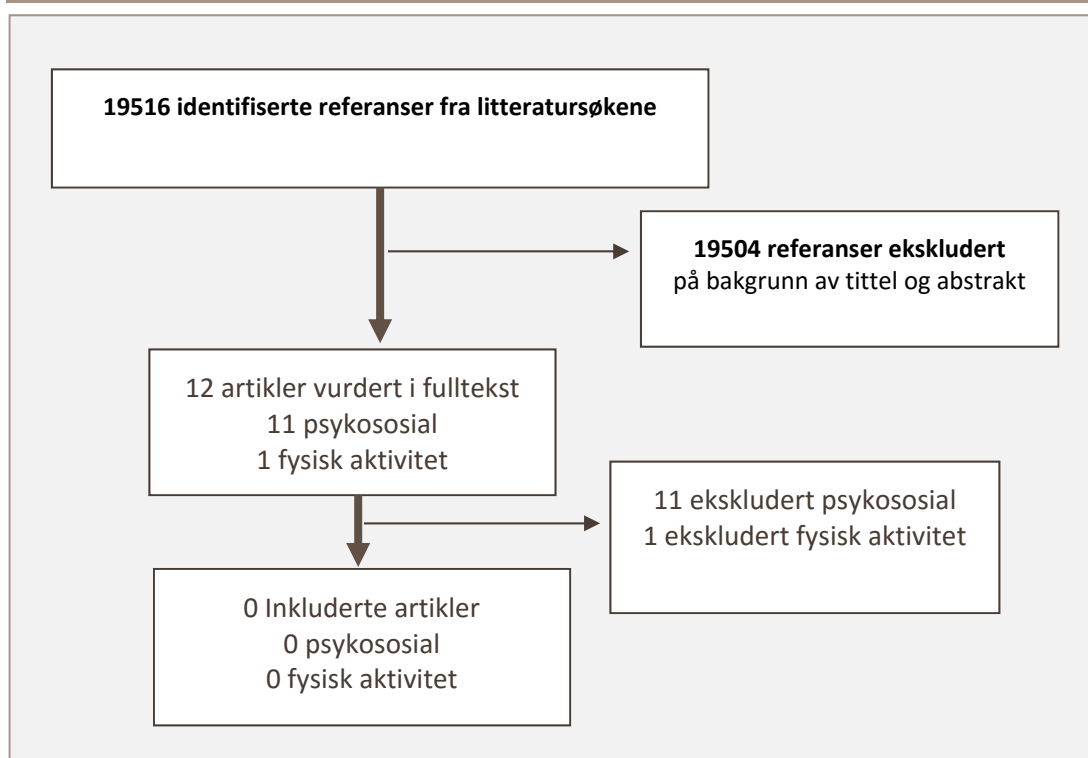 19516 identifiserte referanser fra litteratursøkene
19504 referanser ekskludert
på bakgrunn av tittel og abstrakt
12 artikler vurdert i fulltekst
11 psykososial
1 fysisk aktivitet
11 ekskludert psykososial
1 ekskludert fysisk aktivitet
0 Inkluderte artikler
0 psykososial
0 fysisk aktivitet